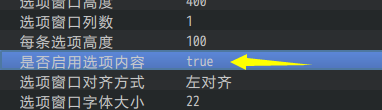 选项窗口高度 400
选项窗口列数 1
每条选项高度 100
是否启用选项内容 true
选项窗口对齐方式 左对齐
选项窗口字体大小 22